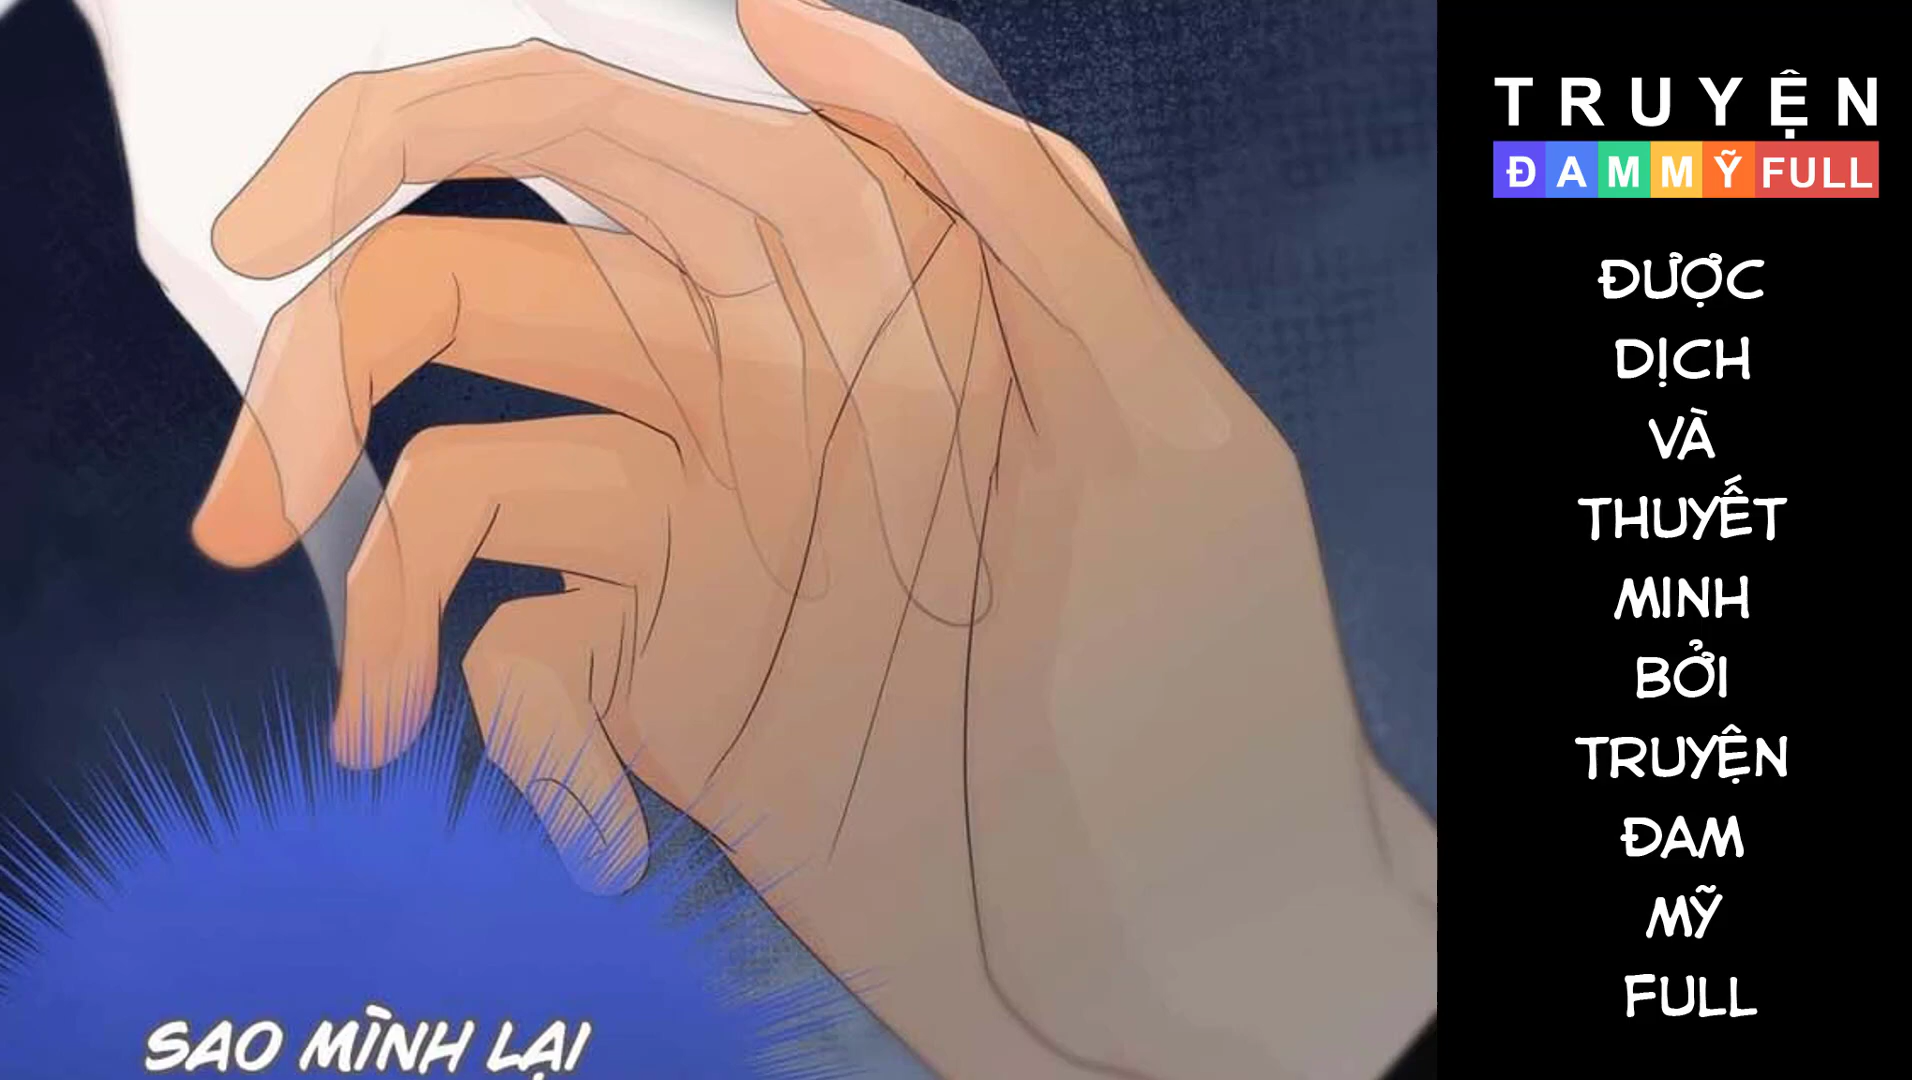 TRUYỆN
ĐAMMỸFULL
ĐƯỢC
DỊCH
VÀ
THUYẾT
MINH
BỞI
TRUYỆN
ĐAM
MỸ
FULL
SAO MÌNH LẠI